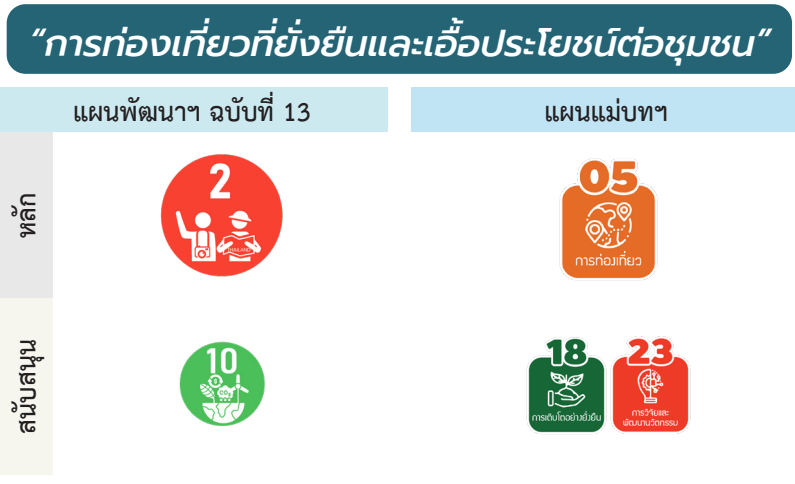 “การท่องเที่ยวที่ยั่งยืนและเอื้อประโยชน์ต่อชุมชน”
แผนพัฒนาฯ ฉบับที่ 13
แผนแม่บทฯ
หลัก
2
THAILAND
05
การท่องเที่ยว
สนับสนุน
10
CO₂
18
การเติบโตอย่างยั่งยืน
23
การวิจัยและ
พัฒนานวัตกรรม